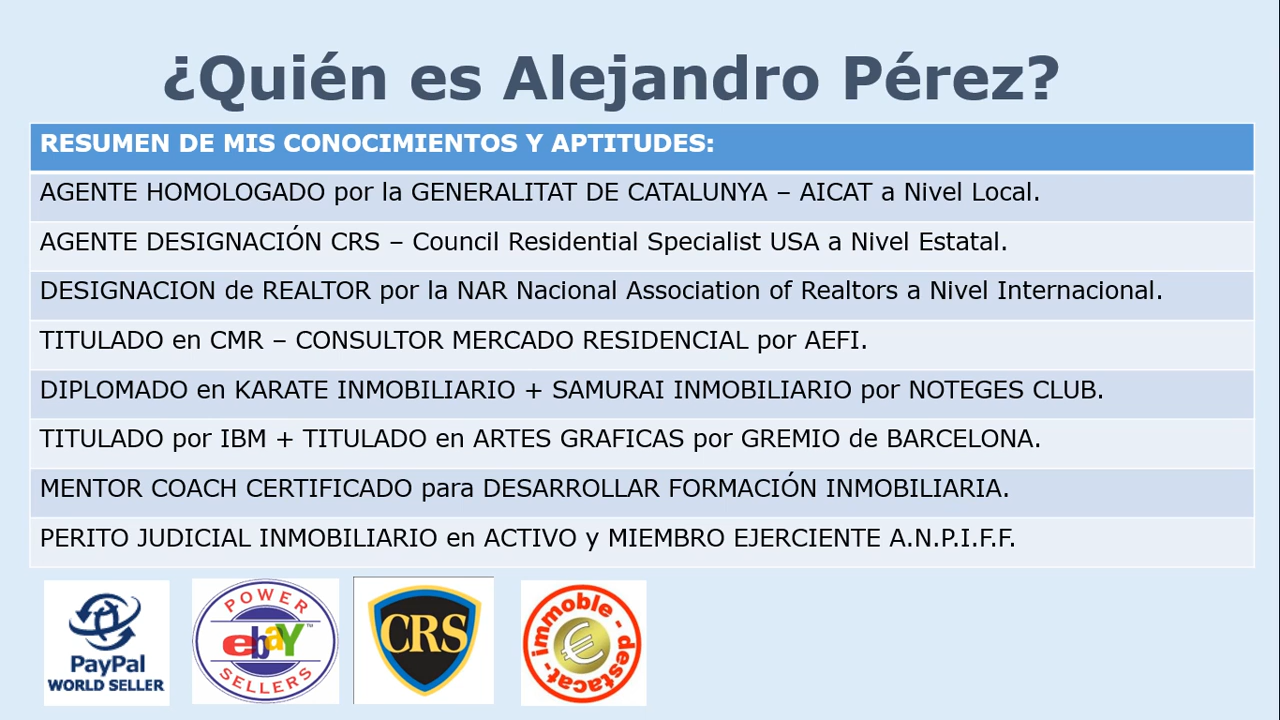 ¿Quién es Alejandro Pérez?
RESUMEN DE MIS CONOCIMIENTOS Y APTITUDES:
AGENTE HOMOLOGADO por la GENERALITAT DE CATALUNYA – AICAT a Nivel Local.
AGENTE DESIGNACIÓN CRS – Council Residential Specialist USA a Nivel Estatal.
DESIGNACION de REALTOR por la NAR Nacional Association of Realtors a Nivel Internacional.
TITULADO en CMR – CONSULTOR MERCADO RESIDENCIAL por AEFI.
DIPLOMADO en KARATE INMOBILIARIO + SAMURAI INMOBILIARIO por NOTEGES CLUB.
TITULADO por IBM + TITULADO en ARTES GRAFICAS por GREMIO de BARCELONA.
MENTOR COACH CERTIFICADO para DESARROLLAR FORMACIÓN INMOBILIARIA.
PERITO JUDICIAL INMOBILIARIO en ACTIVO y MIEMBRO EJERCIENTE A.N.P.I.F.F.
PayPal
WORLD SELLER
POWER
ebaY™
SELLERS
CRS
immoble - destacat -
€